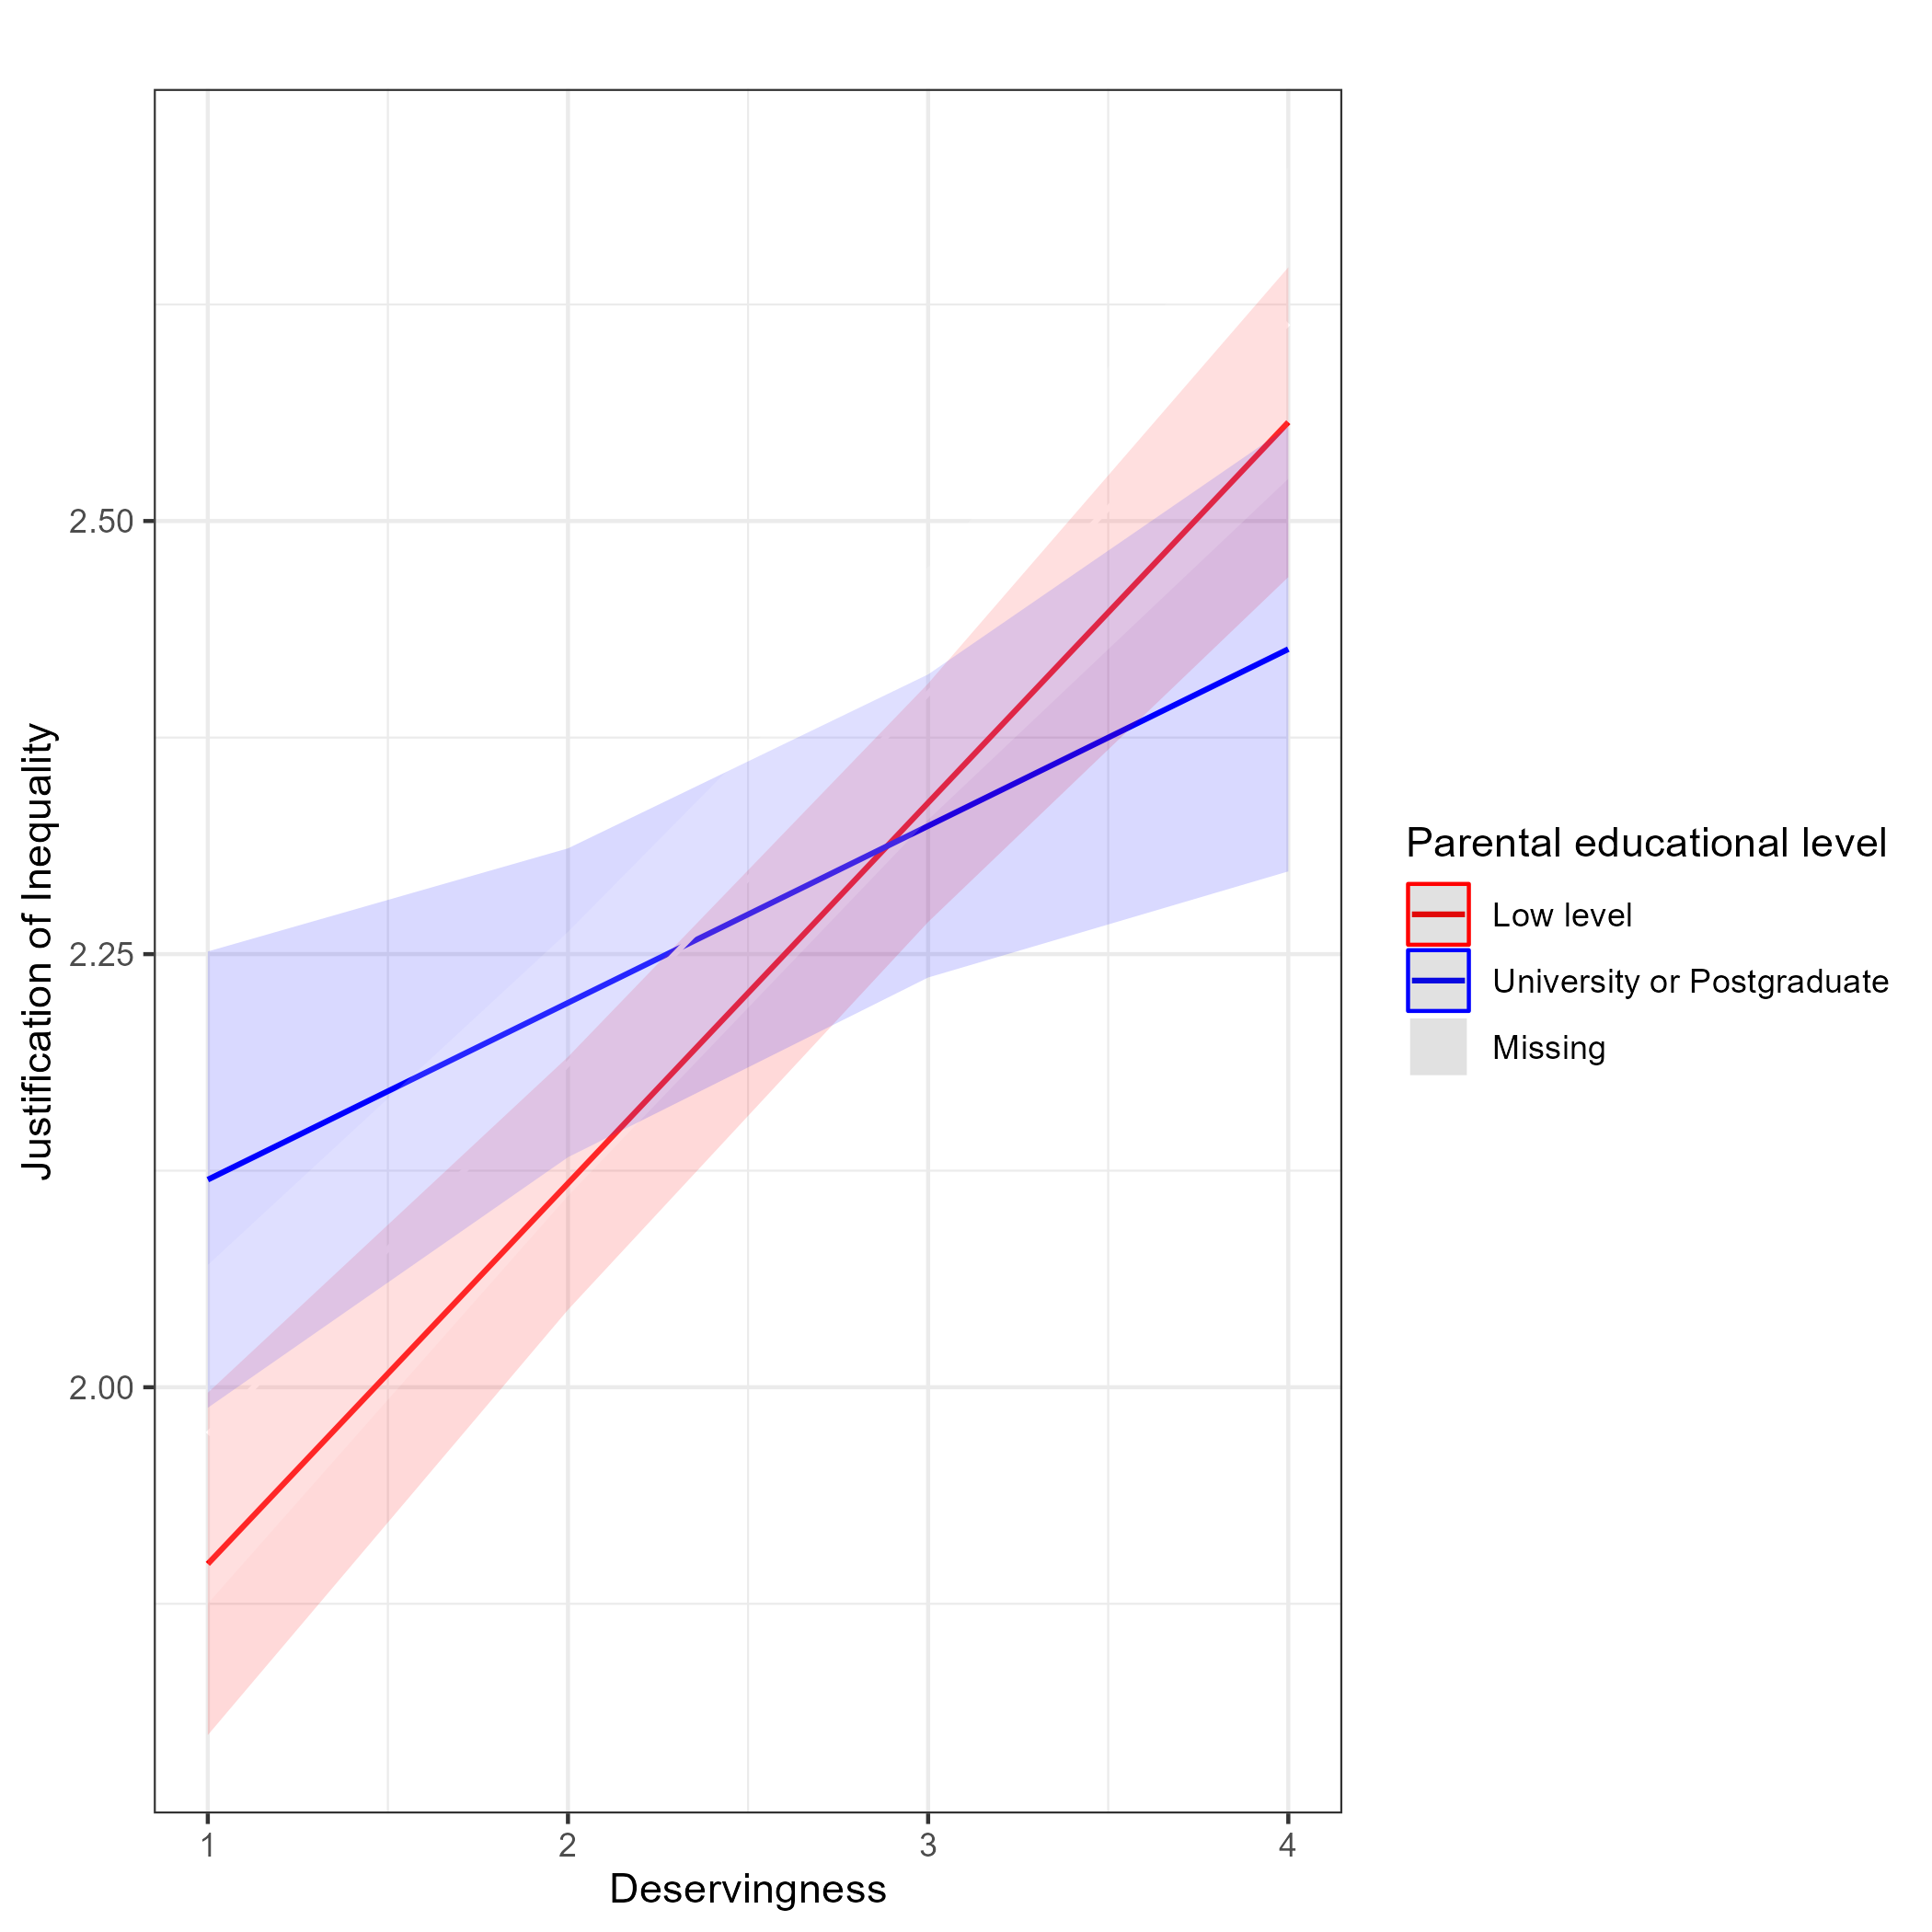 Justification of Inequality
2.50
2.25
2.00
1 2 3 4
Deservingness
Parental educational level
Low level
University or Postgraduate
Missing